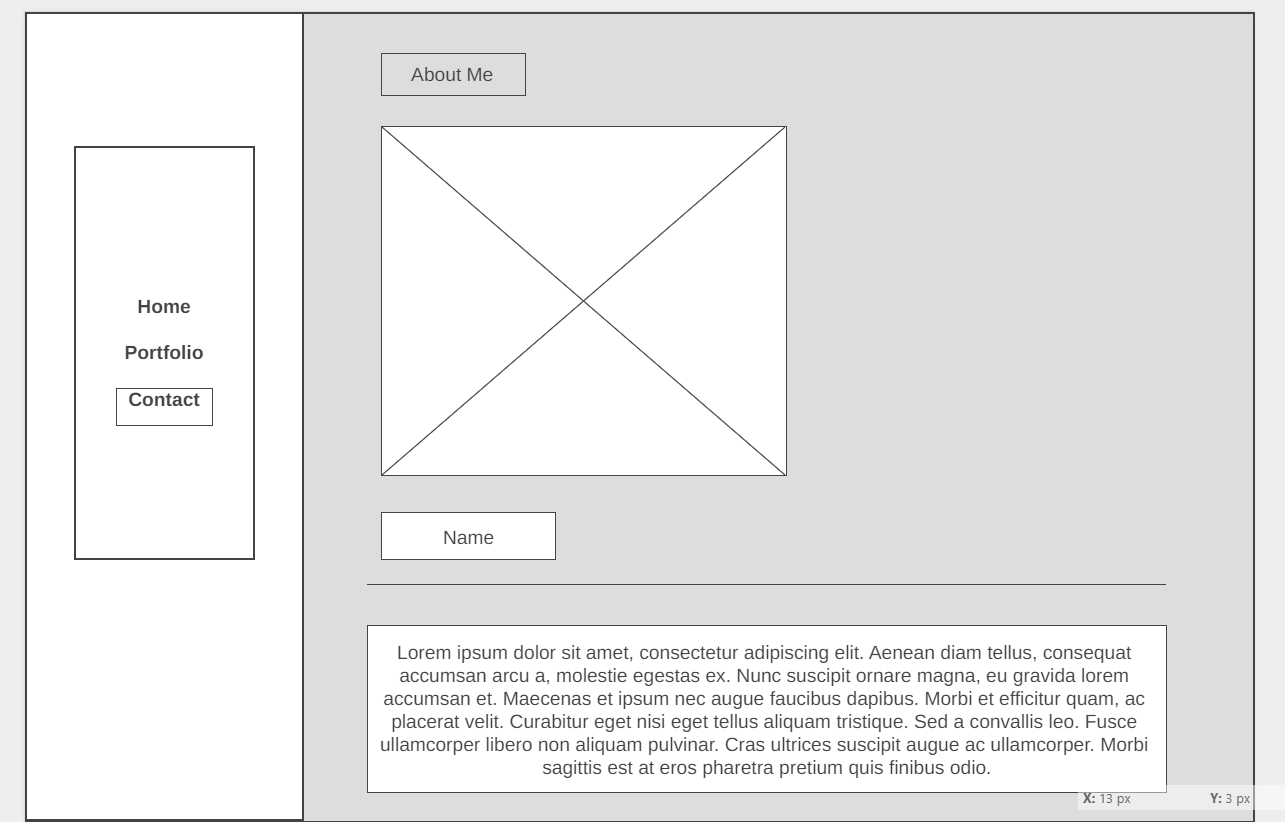 Home
Portfolio
Contact
About Me
Name
Lorem ipsum dolor sit amet, consectetur adipiscing elit. Aenean diam tellus, consequat
accumsan arcu a, molestie egestas ex. Nunc suscipit ornare magna, eu gravida lorem
accumsan et. Maecenas et ipsum nec augue faucibus dapibus. Morbi et efficitur quam, ac
placerat velit. Curabitur eget nisi eget tellus aliquam tristique. Sed a convallis leo. Fusce
ullamcorper libero non aliquam pulvinar. Cras ultrices suscipit augue ac ullamcorper. Morbi
sagittis est at eros pharetra pretium quis finibus odio.
X: 13 px Y: 3 px